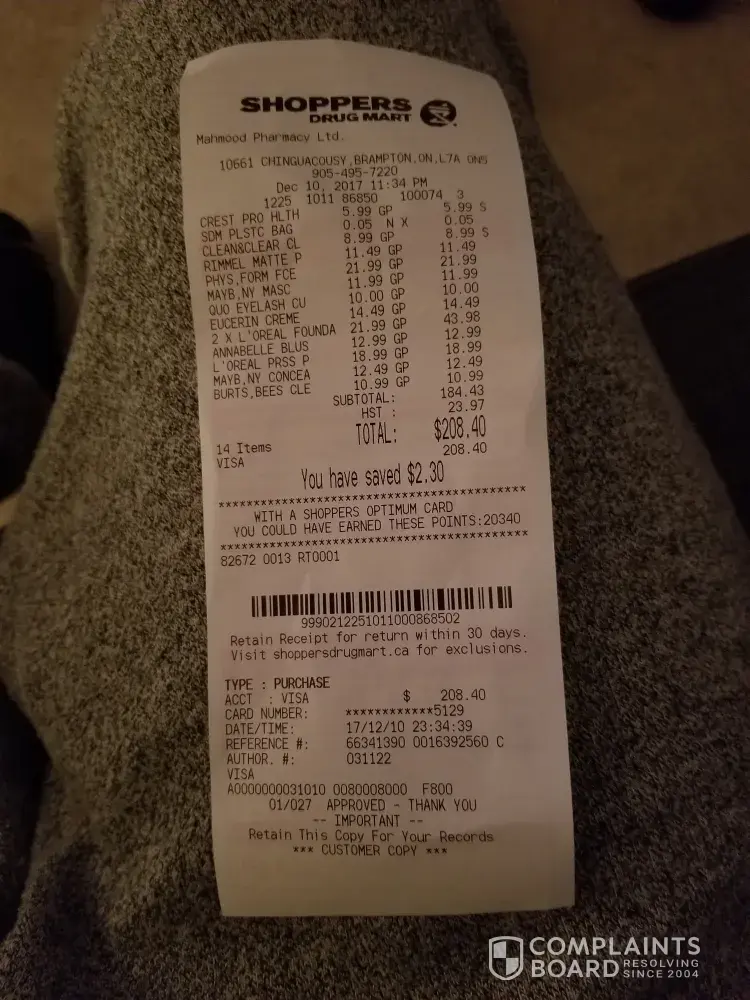 SHOPPERS
DRUG MART
Mahmood Pharmacy Ltd.
10661 CHINGUACOUSY,BRAMPTON,ON,L7A 0N5
905-495-7220
Dec 10, 2017 11:34 PM
1225 1011 86850 100074 3
CREST PRO HLTH 5.99 GP 5.99 S
SDM PLSTC BAG 0.05 N X 0.05
CLEAN&CLEAR CL 8.99 GP 8.99 S
RIMMEL MATTE P 11.49 GP 11.49
PHYS,FORM FCE 21.99 GP 21.99
MAYB,NY MASC 11.99 GP 11.99
QUO EYELASH CU 10.00 GP 10.00
EUCERIN CREME 14.49 GP 14.49
2 X L'OREAL FOUNDA 21.99 GP 43.98
ANNABELLE BLUS 12.99 GP 12.99
L'OREAL PRSS P 18.99 GP 18.99
MAYB,NY CONCEA 12.49 GP 12.49
BURTS,BEES CLE 10.99 GP 10.99
SUBTOTAL: 184.43
HST : 23.97
TOTAL: $208.40
14 Items
VISA 208.40
You have saved $2.30
****************************************
WITH A SHOPPERS OPTIMUM CARD
YOU COULD HAVE EARNED THESE POINTS:20340
****************************************
82672 0013 RT0001
9990212251011000868502
Retain Receipt for return within 30 days.
Visit shoppersdrugmart.ca for exclusions.
TYPE : PURCHASE
ACCT : VISA $ 208.40
CARD NUMBER: ************5129
DATE/TIME: 17/12/10 23:34:39
REFERENCE #: 66341390 0016392560 C
AUTHOR. #: 031122
VISA
A0000000031010 0080008000 F800
01/027 APPROVED - THANK YOU
-- IMPORTANT --
Retain This Copy For Your Records
*** CUSTOMER COPY ***
COMPLAINTS
BOARD RESOLVING
SINCE 2004